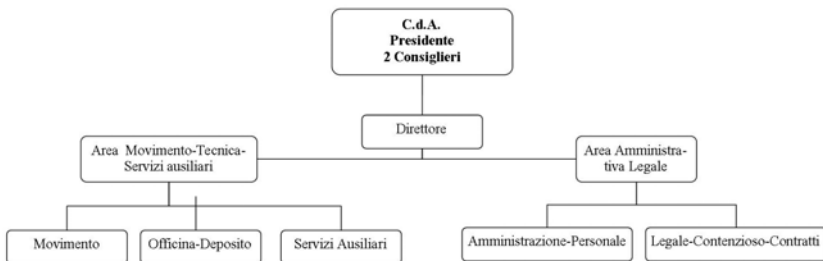 C.d.A.
Presidente
2 Consiglieri
Direttore
Area Movimento-Tecnica-
Servizi ausiliari
Area Amministra-
tiva Legale
Movimento
Officina-Deposito
Servizi Ausiliari
Amministrazione-Personale
Legale-Contenzioso-Contratti